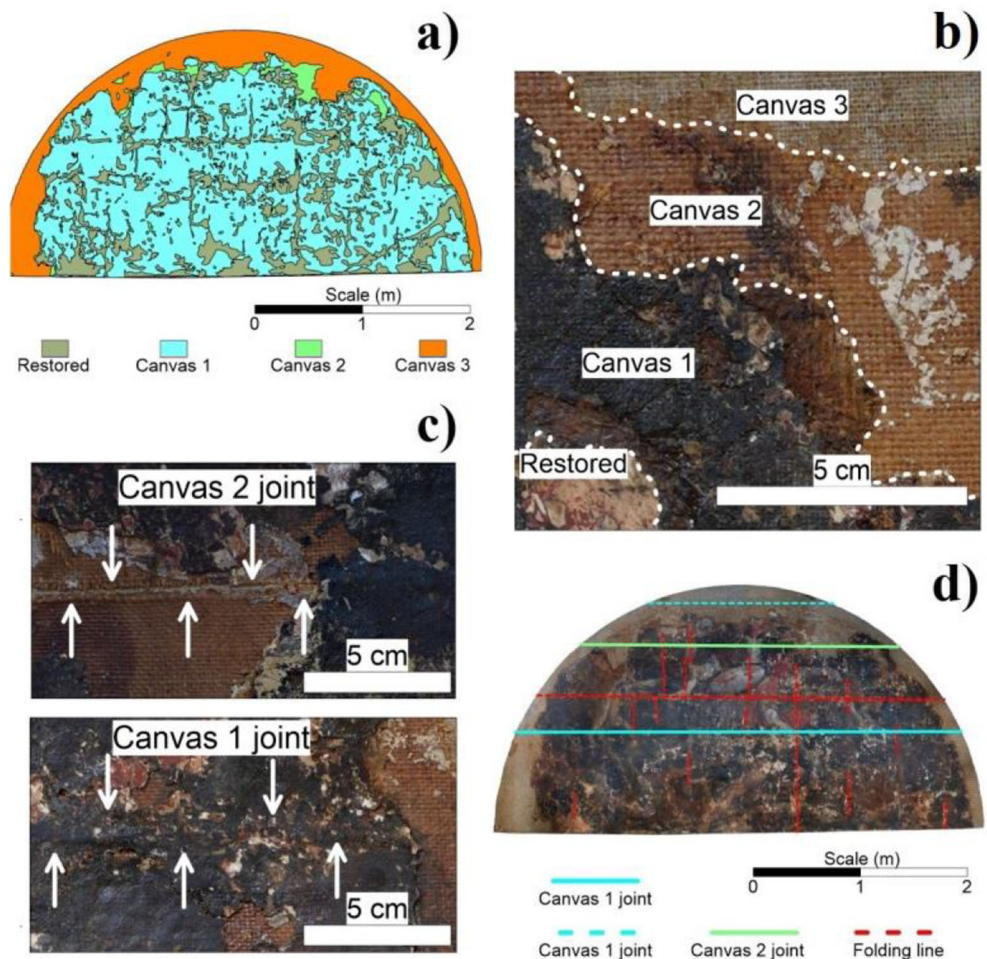 a)
Scale (m)
0 1 2
Restored Canvas 1 Canvas 2 Canvas 3
b)
Canvas 3
Canvas 2
Canvas 1
Restored
5 cm
c)
Canvas 2 joint
5 cm
Canvas 1 joint
5 cm
d)
Scale (m)
0 1 2
Canvas 1 joint
Canvas 1 joint Canvas 2 joint Folding line